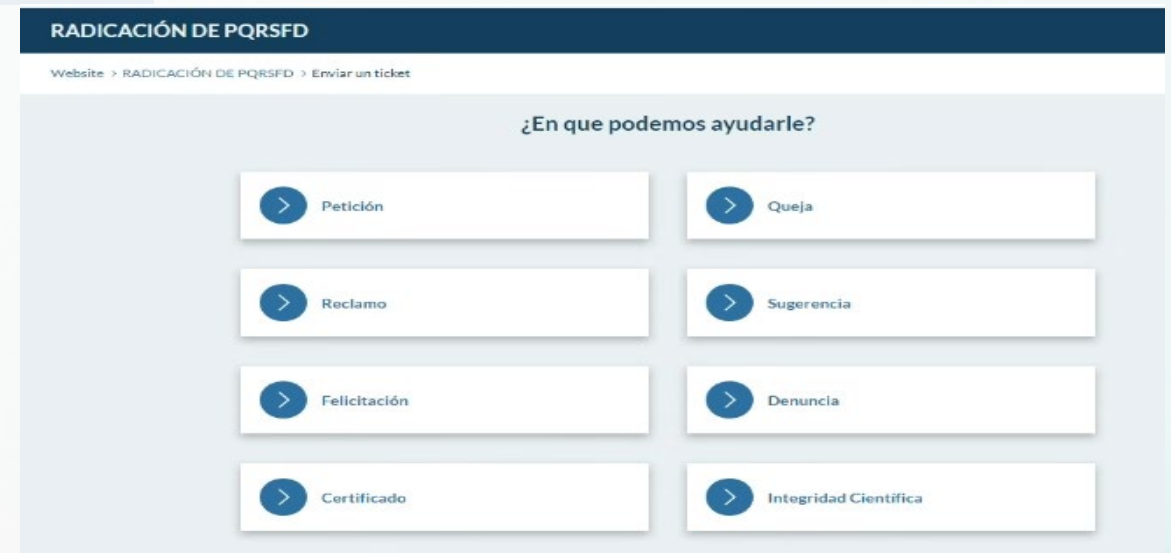 RADICACIÓN DE PQRSFD
Website > RADICACIÓN DE PQRSFD > Enviar un ticket
¿En que podemos ayudarle?
Petición
Queja
Reclamo
Sugerencia
Felicitación
Denuncia
Certificado
Integridad Científica